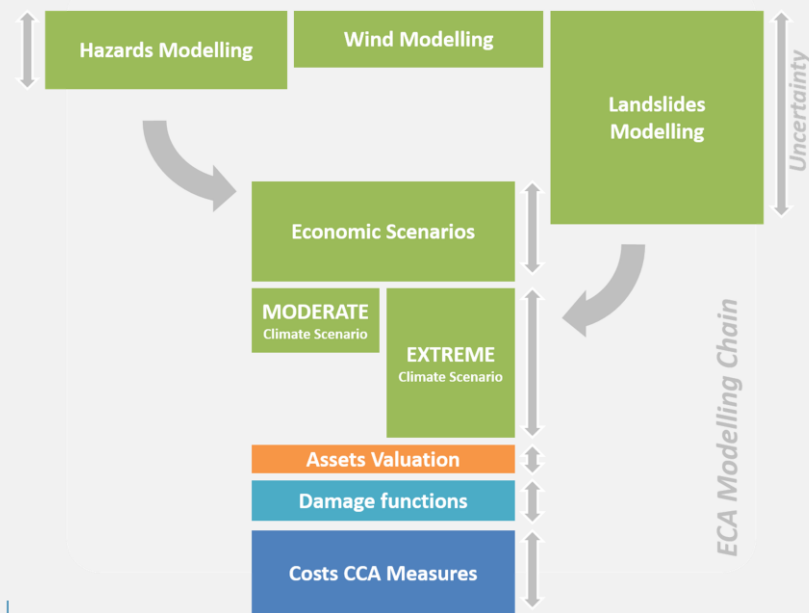 Hazards Modelling
Wind Modelling
Landslides
Modelling
Uncertainty
Economic Scenarios
MODERATE
Climate Scenario
EXTREME
Climate Scenario
Assets Valuation
Damage functions
Costs CCA Measures
ECA Modelling Chain